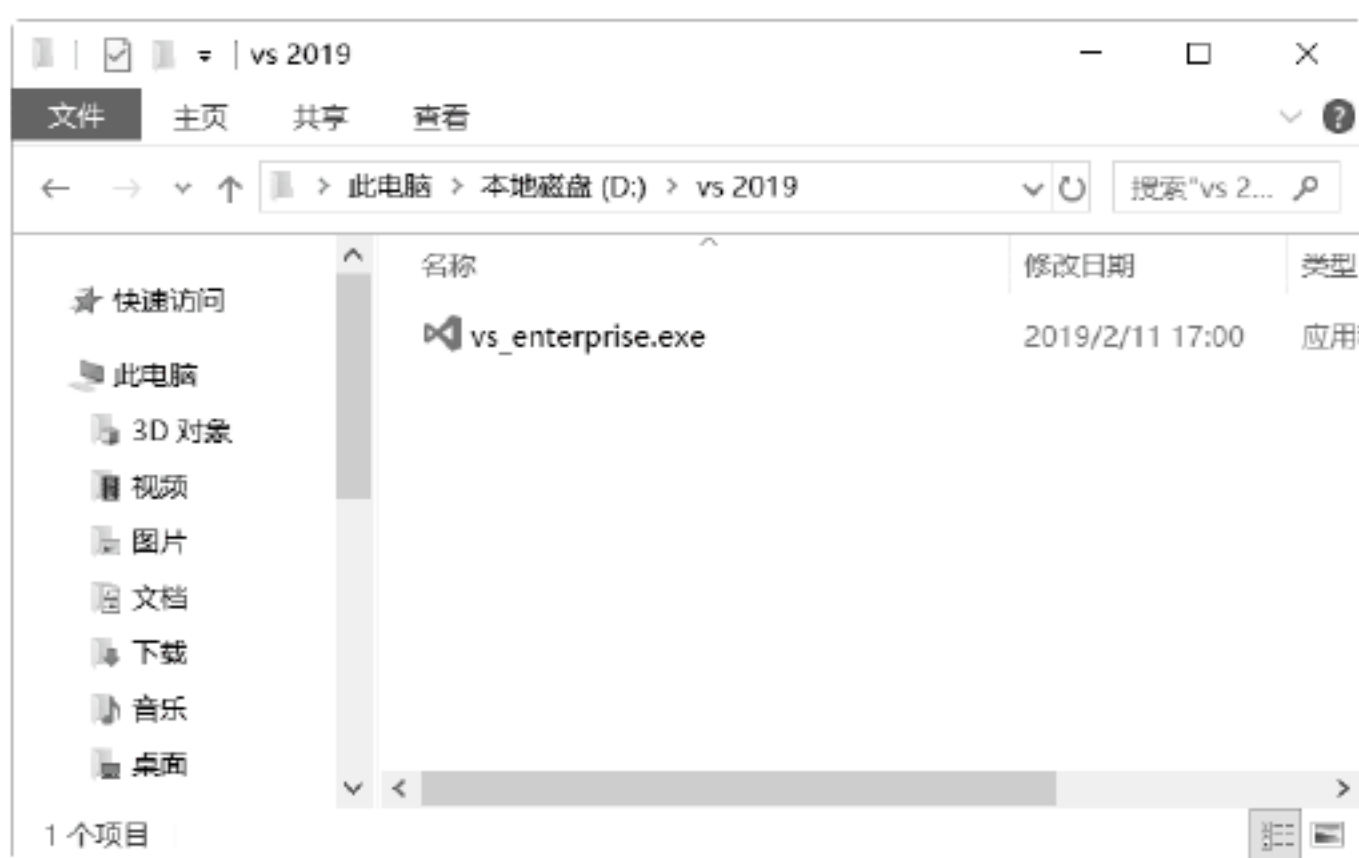 vs 2019
文件 主页 共享 查看
此电脑 > 本地磁盘 (D:) > vs 2019 搜索"vs 2...
名称 修改日期 类型
vs_enterprise.exe 2019/2/11 17:00 应用
快速访问
此电脑
3D 对象
视频
图片
文档
下载
音乐
桌面
1 个项目